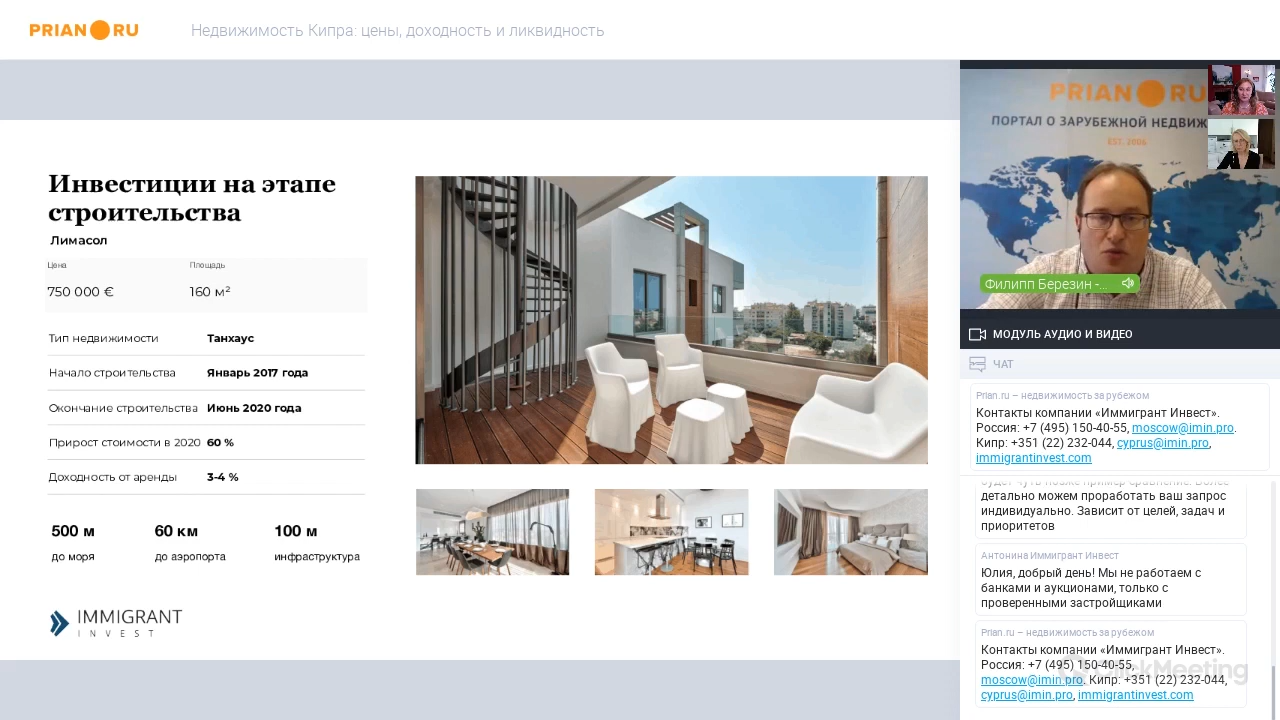 PRIAN RU
Недвижимость Кипра: цены, доходность и ликвидность
Инвестиции на этапе
строительства
Лимасол
Цена Площадь
750 000 € 160 м²
Тип недвижимости Танхаус
Начало строительства Январь 2017 года
Окончание строительства Июнь 2020 года
Прирост стоимости в 2020 60 %
Доходность от аренды 3-4 %
500 м 60 км 100 м
до моря до аэропорта инфраструктура
IMMIGRANT
INVEST
PRIAN RU
ПОРТАЛ О ЗАРУБЕЖНОЙ НЕДВИЖ
EST. 2006
Филипп Березин -...
МОДУЛЬ АУДИО И ВИДЕО
ЧАТ
Prian.ru – недвижимость за рубежом
Контакты компании «Иммигрант Инвест».
Россия: +7 (495) 150-40-55, moscow@imin.pro.
Кипр: +351 (22) 232-044, cyprus@imin.pro,
immigrantinvest.com
будет чуть позже пример сравнение. Более
детально можем проработать ваш запрос
индивидуально. Зависит от целей, задач и
приоритетов
Антонина Иммигрант Инвест
Юлия, добрый день! Мы не работаем с
банками и аукционами, только с
проверенными застройщиками
Prian.ru – недвижимость за рубежом
Контакты компании «Иммигрант Инвест».
Россия: +7 (495) 150-40-55,
moscow@imin.pro. Кипр: +351 (22) 232-044,
cyprus@imin.pro, immigrantinvest.com
ClickMeeting